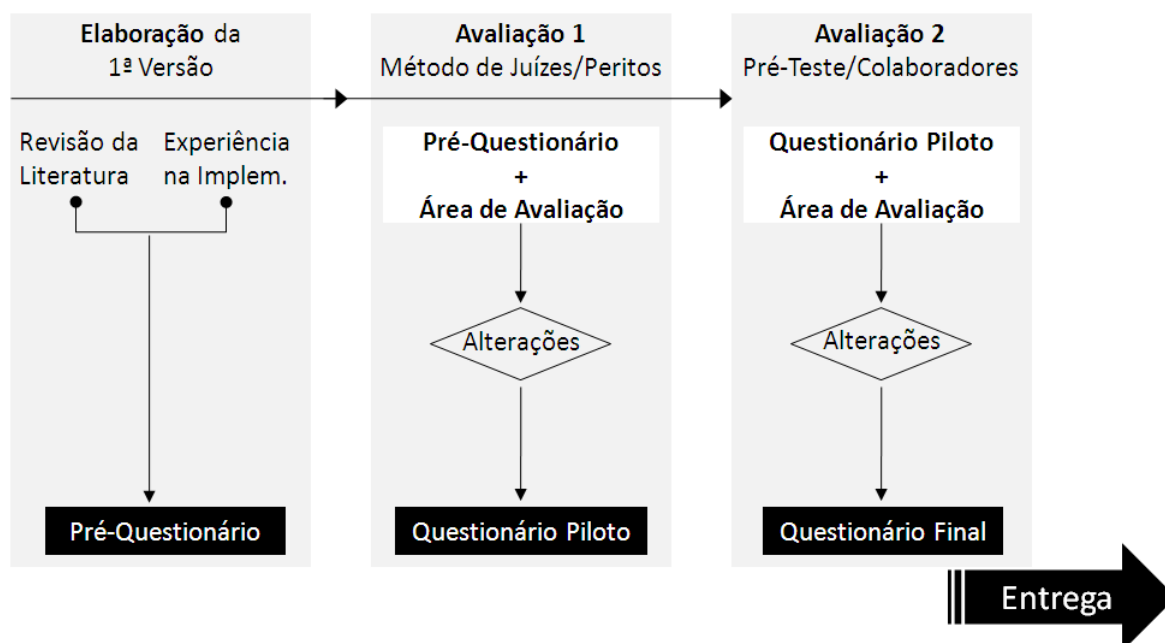 Elaboração da
1ª Versão
Revisão da
Literatura
Experiência
na Implem.
Pré-Questionário
Avaliação 1
Método de Juízes/Peritos
Pré-Questionário
+
Área de Avaliação
Alterações
Questionário Piloto
Avaliação 2
Pré-Teste/Colaboradores
Questionário Piloto
+
Área de Avaliação
Alterações
Questionário Final
Entrega